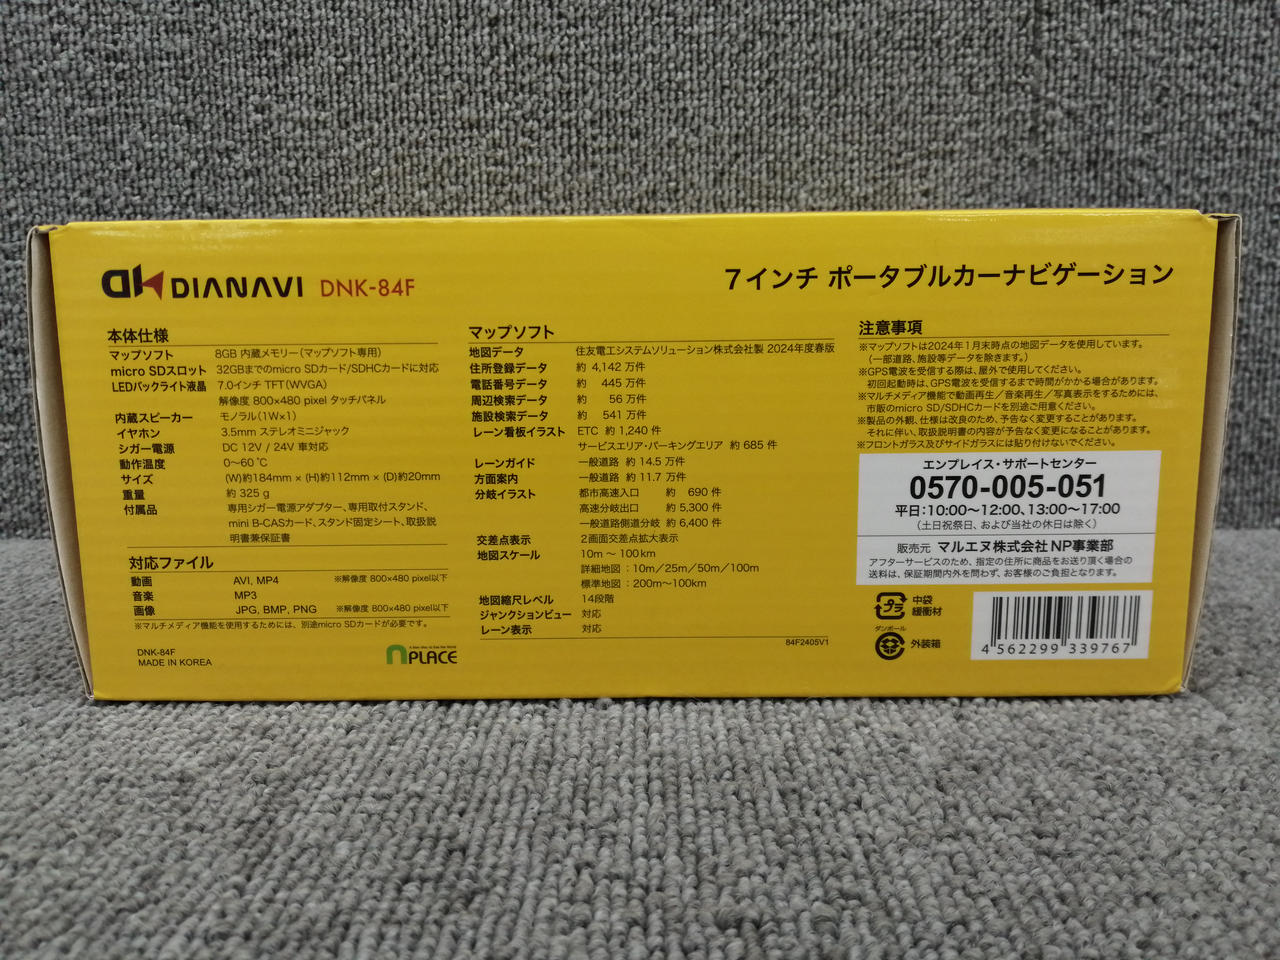 DIANAVI DNK-84F
7インチ ポータブルカーナビゲーション
本体仕様
マップソフト 8GB 内蔵メモリー(マップソフト専用)
micro SDスロット 32GBまでのmicro SDカード/SDHCカードに対応
LEDバックライト液晶 7.0インチ TFT(WVGA)
解像度 800×480 pixel タッチパネル
内蔵スピーカー モノラル(1W×1)
イヤホン 3.5mm ステレオミニジャック
シガー電源 DC 12V / 24V 車対応
動作温度 0〜60℃
サイズ (W)約184mm × (H)約112mm × (D)約20mm
重量 約 325 g
付属品 専用シガー電源アダプター、専用取付スタンド、
mini B-CASカード、スタンド固定シート、取扱説
明書兼保証書
対応ファイル
動画 AVI, MP4 ※解像度 800×480 pixel以下
音楽 MP3
画像 JPG, BMP, PNG ※解像度 800×480 pixel以下
※マルチメディア機能を使用するためには、別途micro SDカードが必要です。
DNK-84F
MADE IN KOREA
nPLACE
マップソフト
地図データ 住友電工システムソリューション株式会社製 2024年度春版
住所登録データ 約 4,142 万件
電話番号データ 約 445 万件
周辺検索データ 約 56 万件
施設検索データ 約 541 万件
レーン看板イラスト ETC 約 1,240 件
サービスエリア・パーキングエリア 約 685 件
レーンガイド 一般道路 約 14.5 万件
方面案内 一般道路 約 11.7 万件
分岐イラスト 都市高速入口 約 690 件
高速分岐出口 約 5,300 件
一般道路側道分岐 約 6,400 件
交差点表示 2画面交差点拡大表示
地図スケール 10m 〜 100km
詳細地図 : 10m／25m／50m／100m
標準地図 : 200m〜100km
地図縮尺レベル 14段階
ジャンクションビュー 対応
レーン表示 対応
84F2405V1
注意事項
※マップソフトは2024年1月末時点の地図データを使用しています。
(一部道路、施設等データを除きます。)
※GPS電波を受信する際は、屋外で使用してください。
初回起動時は、GPS電波を受信するまで時間がかかる場合があります。
※マルチメディア機能で動画再生／音楽再生／写真表示をするためには、
市販のmicro SD/SDHCカードを別途ご用意ください。
※製品の外観、仕様は改良のため、予告なく変更することがあります。
それに伴い、取扱説明書の内容が予告なく変更になることがあります。
※フロントガラス及びサイドガラスには貼り付けないでください。
エンプレイス・サポートセンター
0570-005-051
平日:10:00〜12:00、13:00〜17:00
(土日祝祭日、および当社の休日は除く)
販売元 マルエヌ株式会社 NP事業部
アフターサービスのため、指定の住所に商品をお送り頂く場合の
送料は、保証期間内外を問わず、お客様のご負担となります。
プラ 中袋
緩衝材
ダンボール
外装箱
4 562299 339767